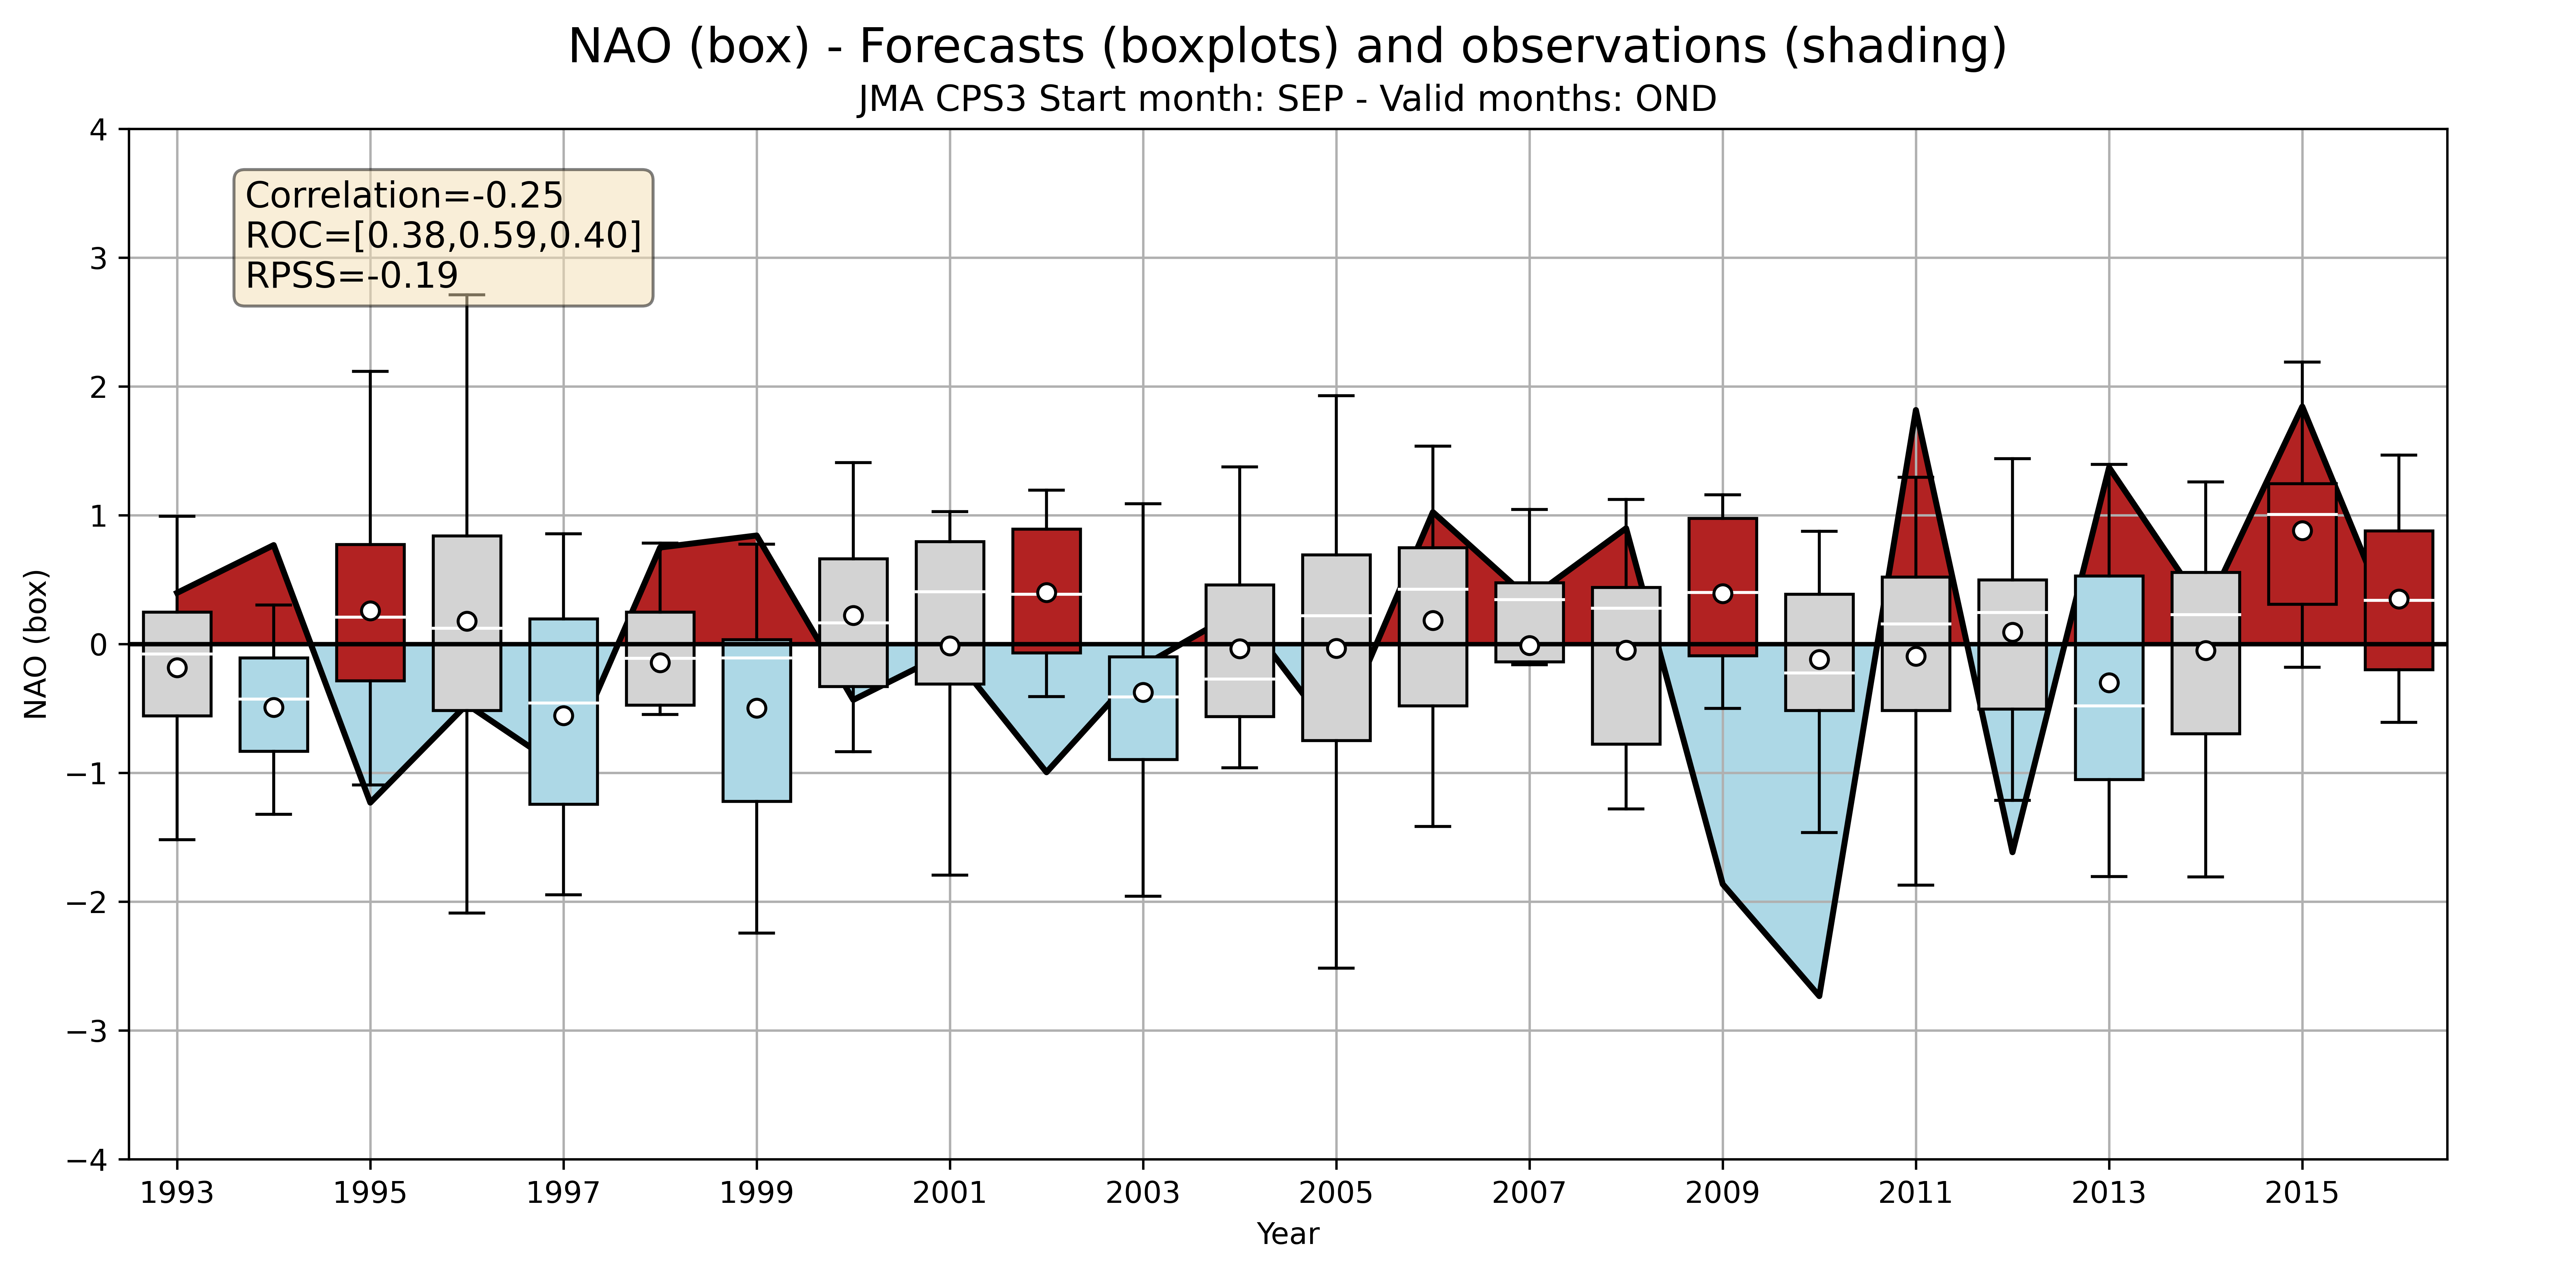 NAO (box) - Forecasts (boxplots) and observations (shading)
JMA CPS3 Start month: SEP - Valid months: OND
Correlation=-0.25
ROC=[0.38,0.59,0.40]
RPSS=-0.19
NAO (box)
4
3
2
1
0
−1
−2
−3
−4
1993 1995 1997 1999 2001 2003 2005 2007 2009 2011 2013 2015
Year